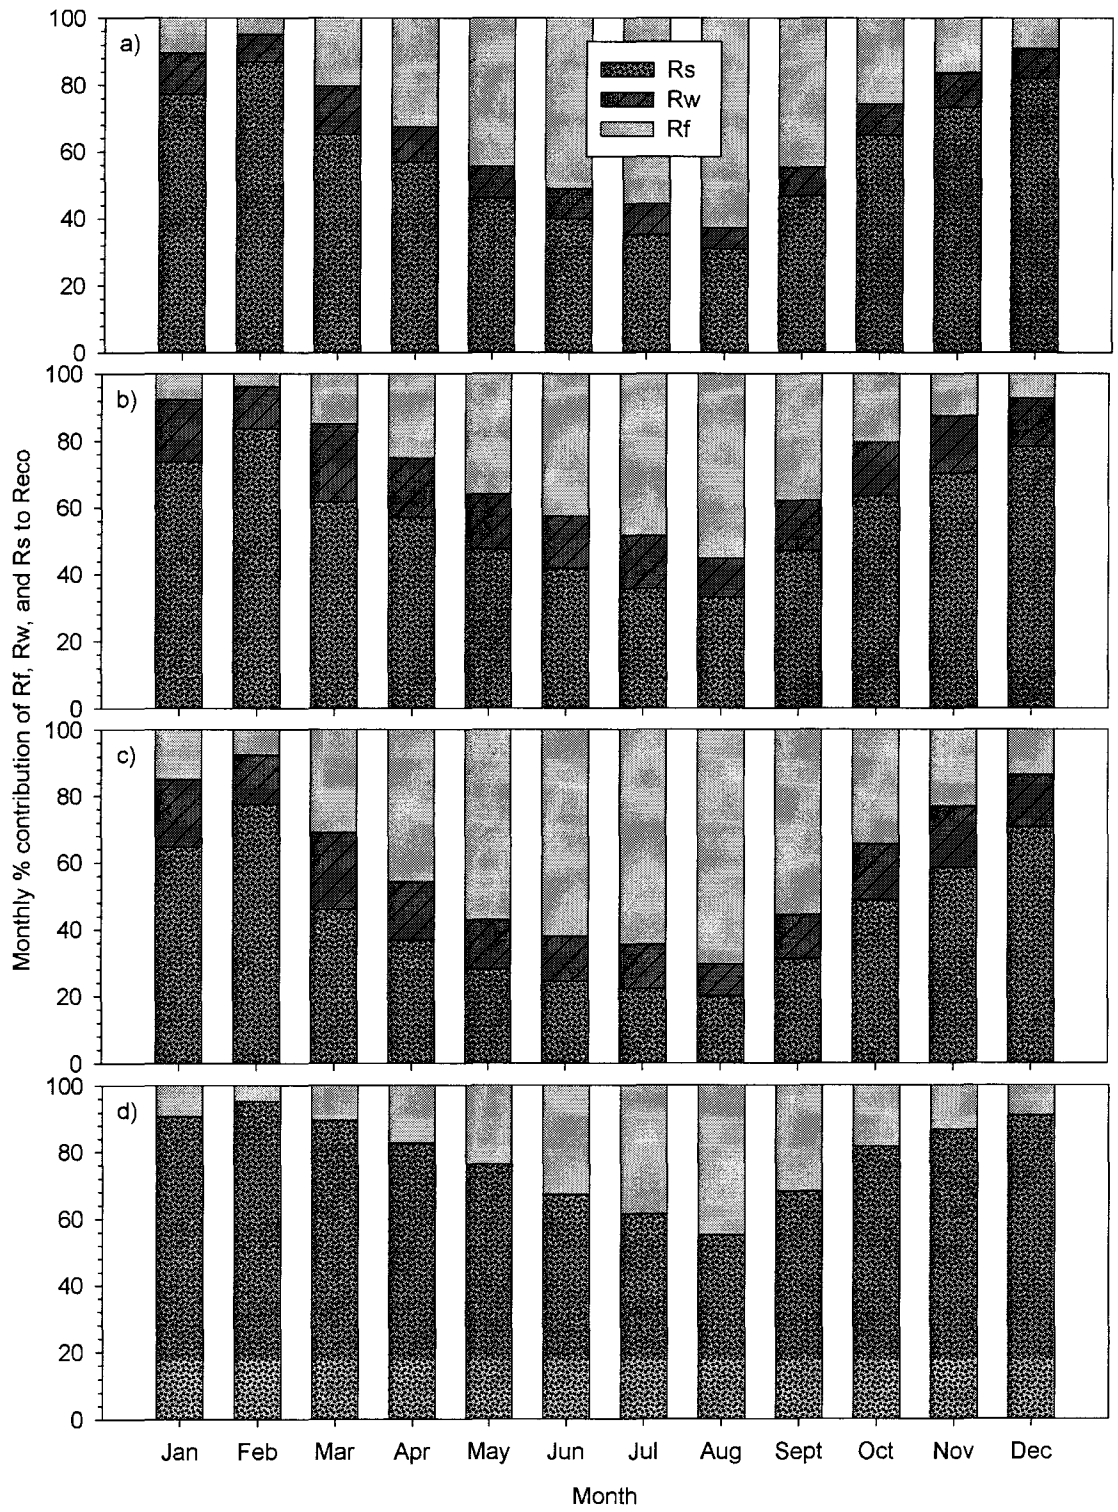 Monthly % contribution of Rf, Rw, and Rs to Reco
a)
100
80
60
40
20
0
Rs
Rw
Rf
b)
100
80
60
40
20
0
c)
100
80
60
40
20
0
d)
100
80
60
40
20
0
Jan Feb Mar Apr May Jun Jul Aug Sept Oct Nov Dec
Month